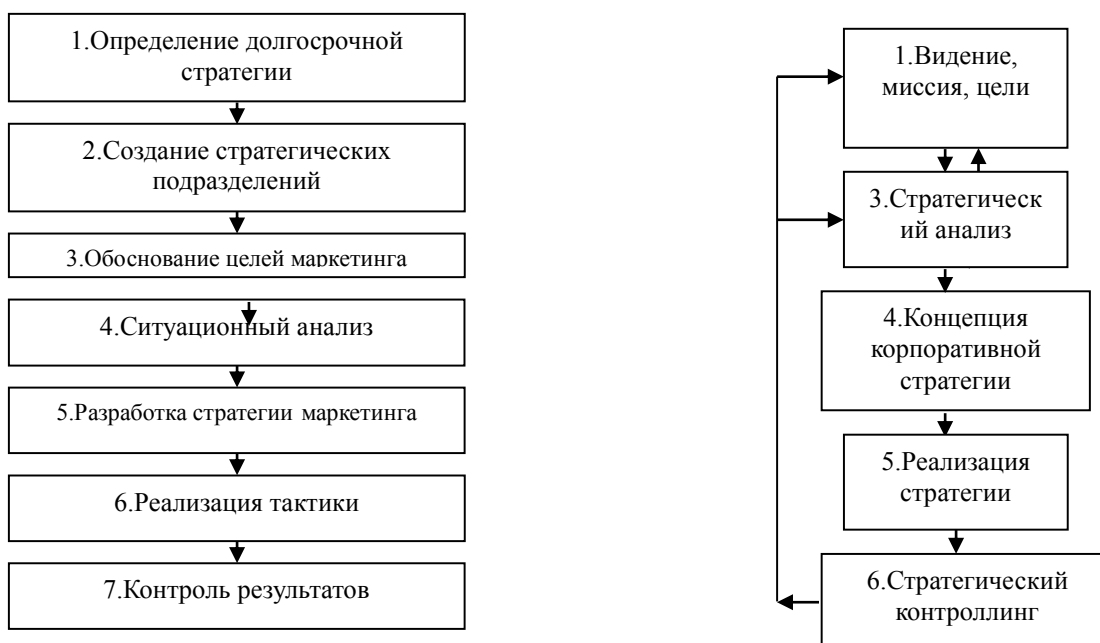 1.Определение долгосрочной
стратегии
2.Создание стратегических
подразделений
3.Обоснование целей маркетинга
4.Ситуационный анализ
5.Разработка стратегии маркетинга
6.Реализация тактики
7.Контроль результатов
1.Видение,
миссия, цели
3.Стратегическ
ий анализ
4.Концепция
корпоративной
стратегии
5.Реализация
стратегии
6.Стратегический
контроллинг